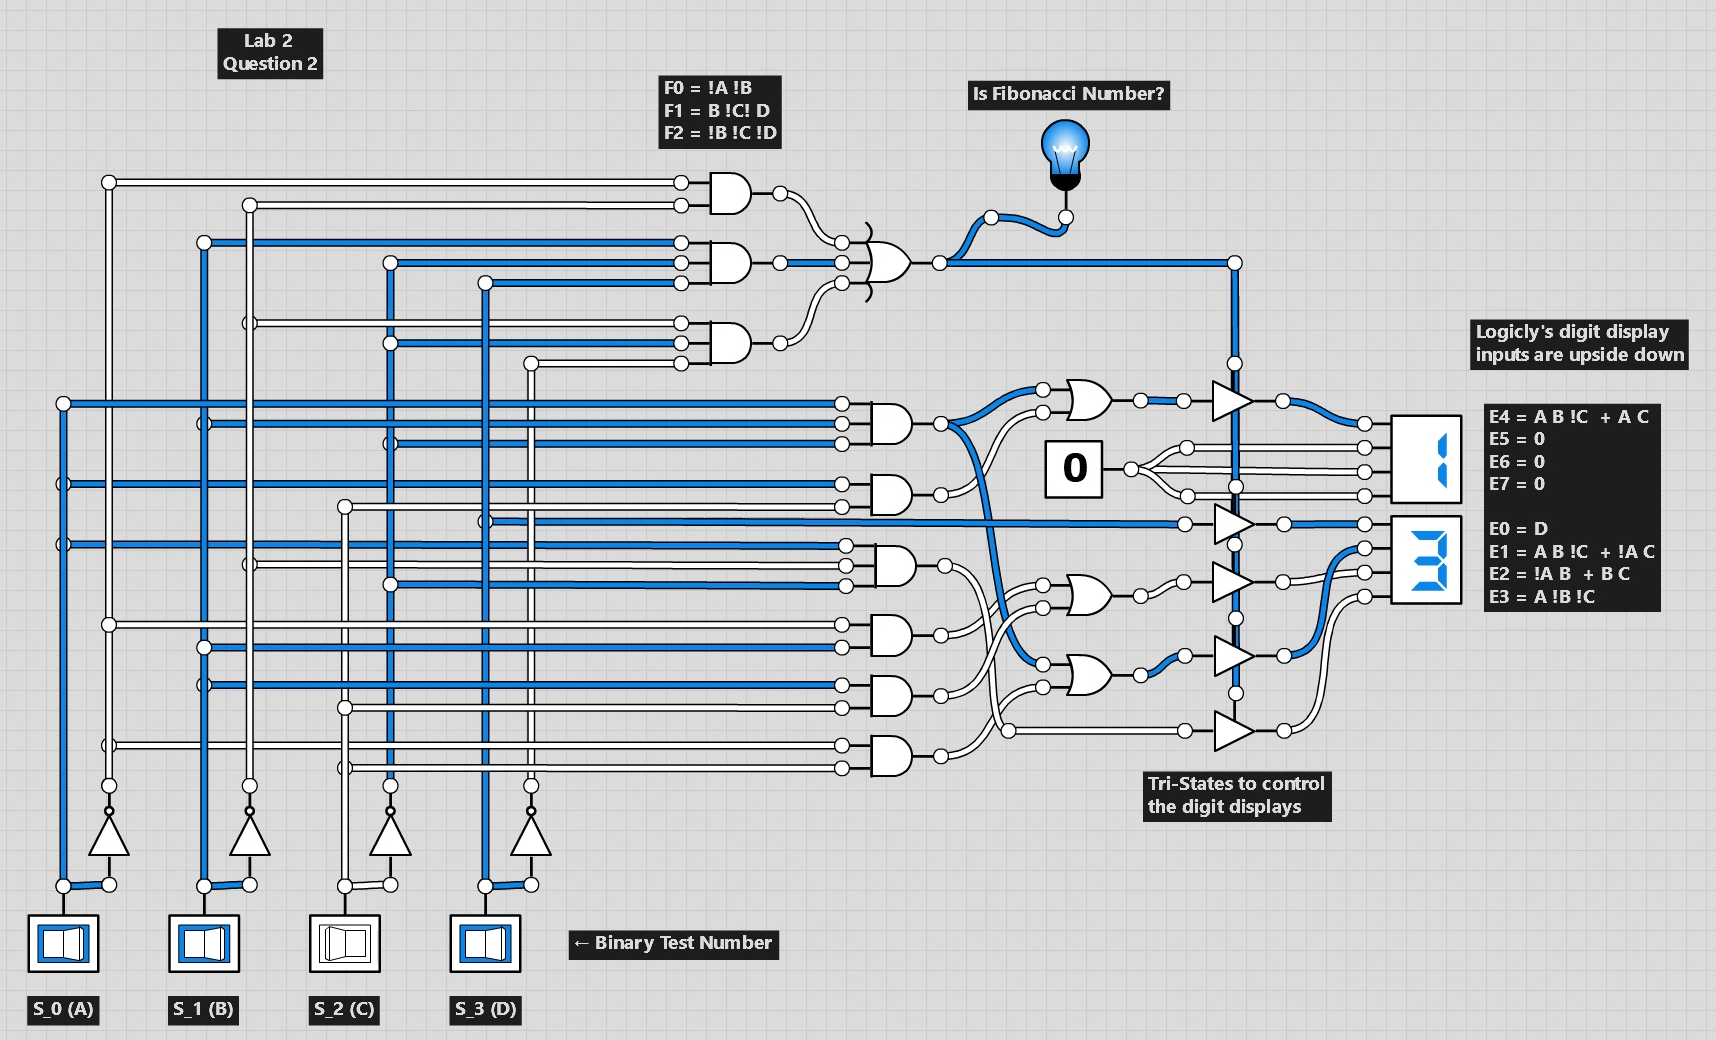 Lab 2
Question 2
F0 = !A !B
F1 = B !C! D
F2 = !B !C !D
Is Fibonacci Number?
Logicly's digit display
inputs are upside down
E4 = A B !C + A C
E5 = 0
E6 = 0
E7 = 0
E0 = D
E1 = A B !C + !A C
E2 = !A B + B C
E3 = A !B !C
0
1
3
Tri-States to control
the digit displays
← Binary Test Number
S_0 (A)
S_1 (B)
S_2 (C)
S_3 (D)